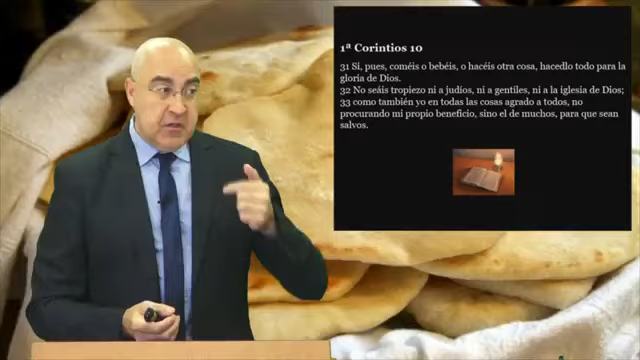 1ª Corintios 10
31 Si, pues, coméis o bebéis, o hacéis otra cosa, hacedlo todo para la
gloria de Dios.
32 No seáis tropiezo ni a judíos, ni a gentiles, ni a la iglesia de Dios;
33 como también yo en todas las cosas agrado a todos, no
procurando mi propio beneficio, sino el de muchos, para que sean
salvos.